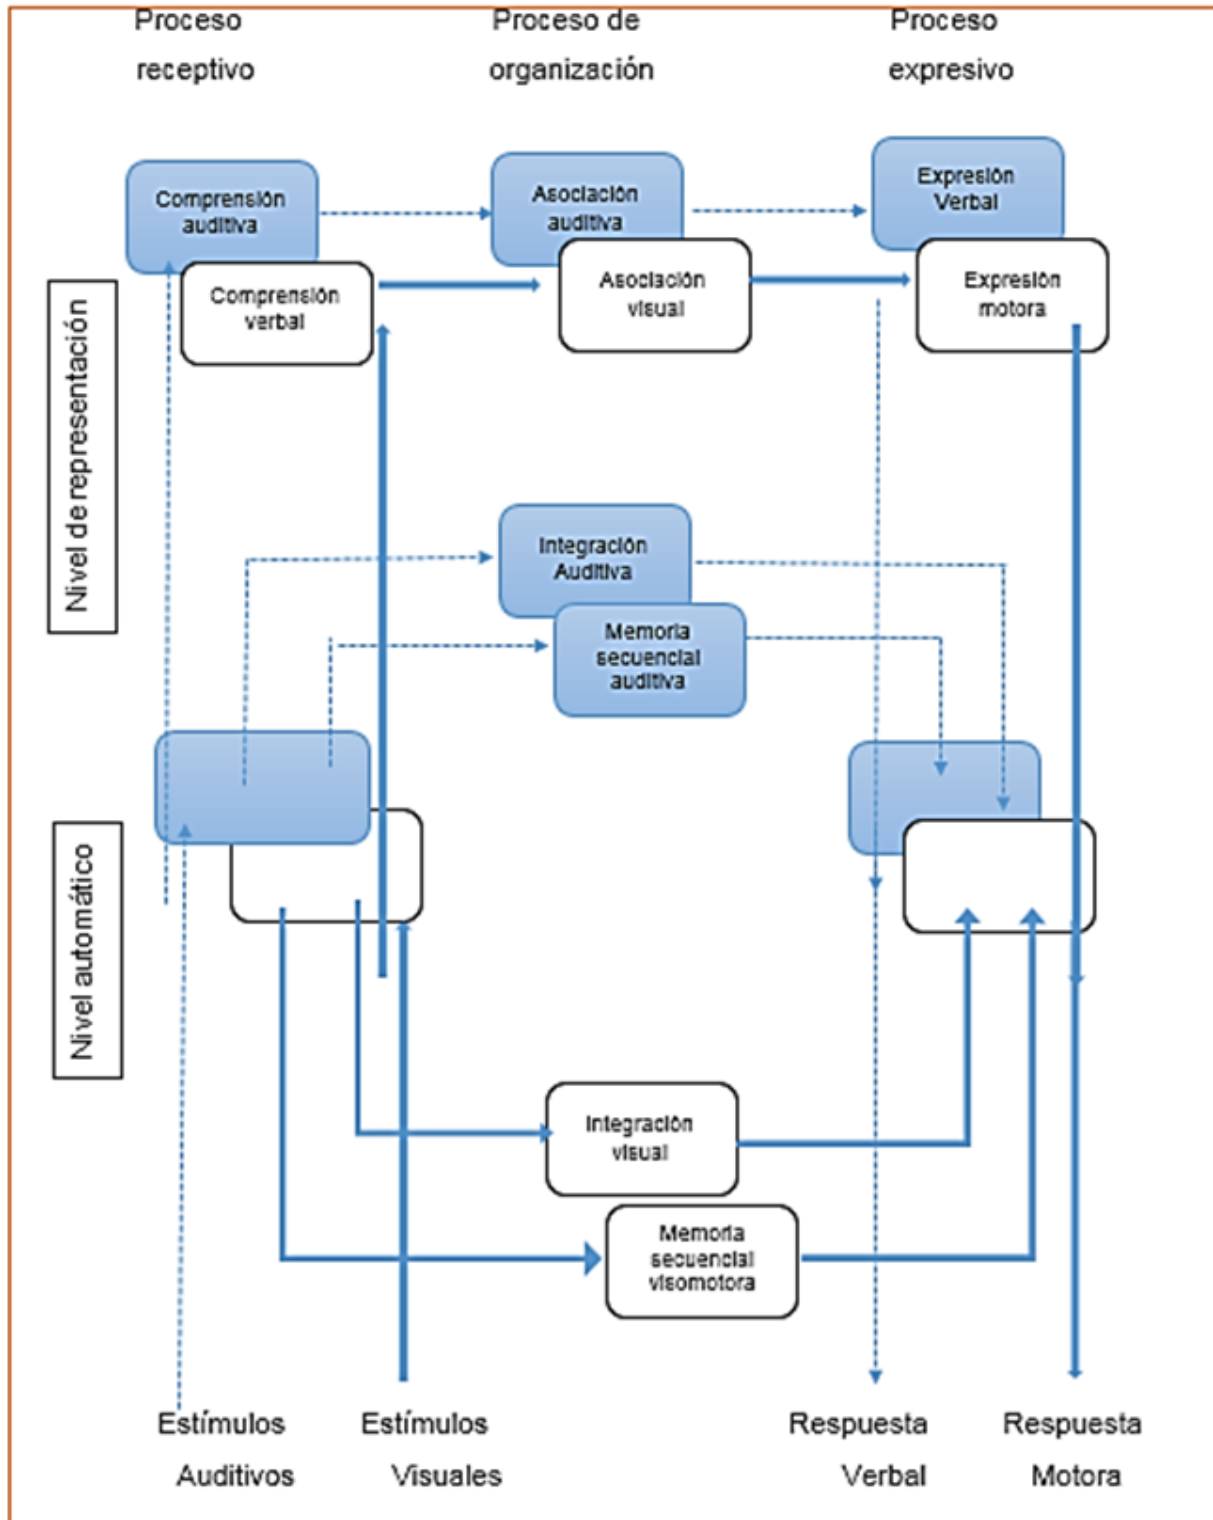 Proceso
receptivo
Proceso de
organización
Proceso
expresivo
Comprensión
auditiva
Asociación
auditiva
Expresión
Verbal
Comprensión
verbal
Asociación
visual
Expresión
motora
Nivel de representación
Integración
Auditiva
Memoria
secuencial
auditiva
Nivel automático
Integración
visual
Memoria
secuencial
visomotora
Estímulos
Auditivos
Estímulos
Visuales
Respuesta
Verbal
Respuesta
Motora